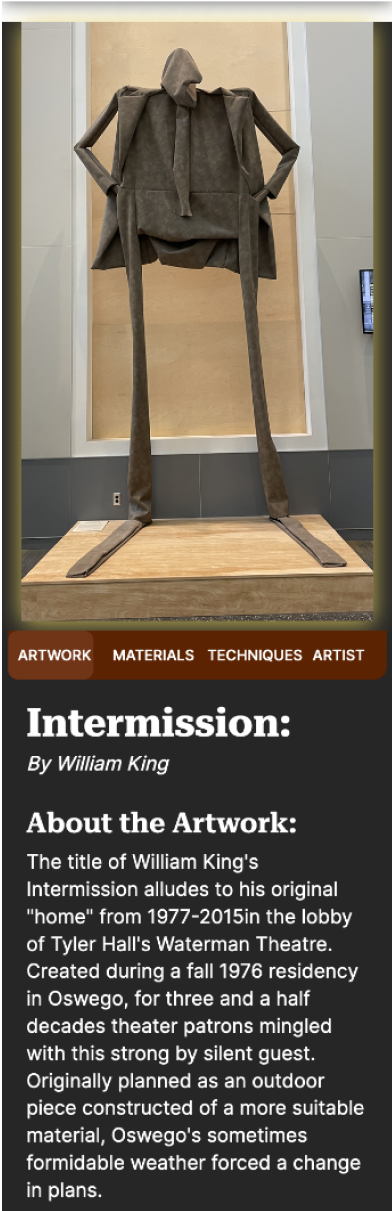 ARTWORK MATERIALS TECHNIQUES ARTIST
Intermission:
By William King
About the Artwork:
The title of William King's
Intermission alludes to his original
"home" from 1977-2015in the lobby
of Tyler Hall's Waterman Theatre.
Created during a fall 1976 residency
in Oswego, for three and a half
decades theater patrons mingled
with this strong by silent guest.
Originally planned as an outdoor
piece constructed of a more suitable
material, Oswego's sometimes
formidable weather forced a change
in plans.